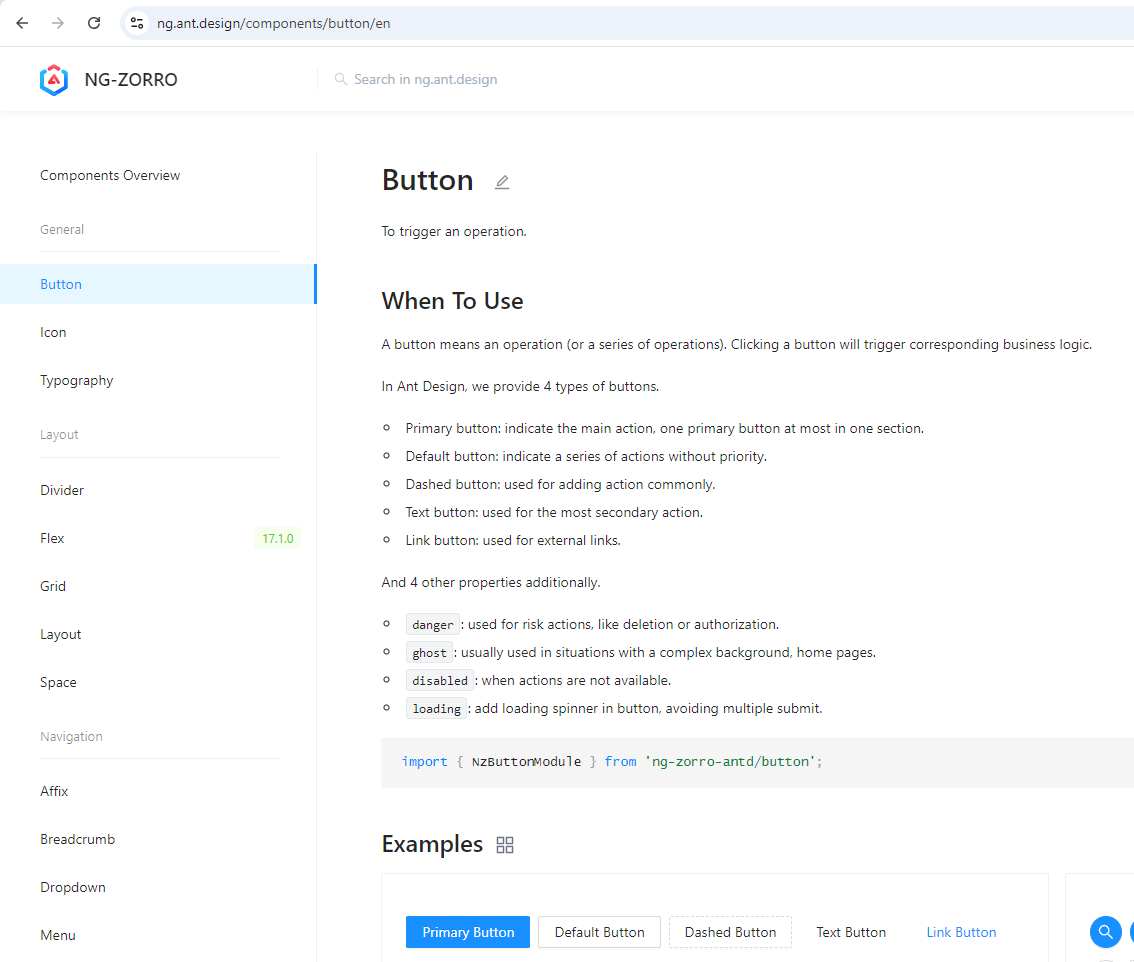 ng.ant.design/components/button/en
NG-ZORRO
Search in ng.ant.design
Components Overview
General
Button
Icon
Typography
Layout
Divider
Flex 17.1.0
Grid
Layout
Space
Navigation
Affix
Breadcrumb
Dropdown
Menu
Button
To trigger an operation.
When To Use
A button means an operation (or a series of operations). Clicking a button will trigger corresponding business logic.
In Ant Design, we provide 4 types of buttons.
Primary button: indicate the main action, one primary button at most in one section.
Default button: indicate a series of actions without priority.
Dashed button: used for adding action commonly.
Text button: used for the most secondary action.
Link button: used for external links.
And 4 other properties additionally.
danger : used for risk actions, like deletion or authorization.
ghost : usually used in situations with a complex background, home pages.
disabled : when actions are not available.
loading : add loading spinner in button, avoiding multiple submit.
import { NzButtonModule } from 'ng-zorro-antd/button';
Examples
Primary Button Default Button Dashed Button Text Button Link Button